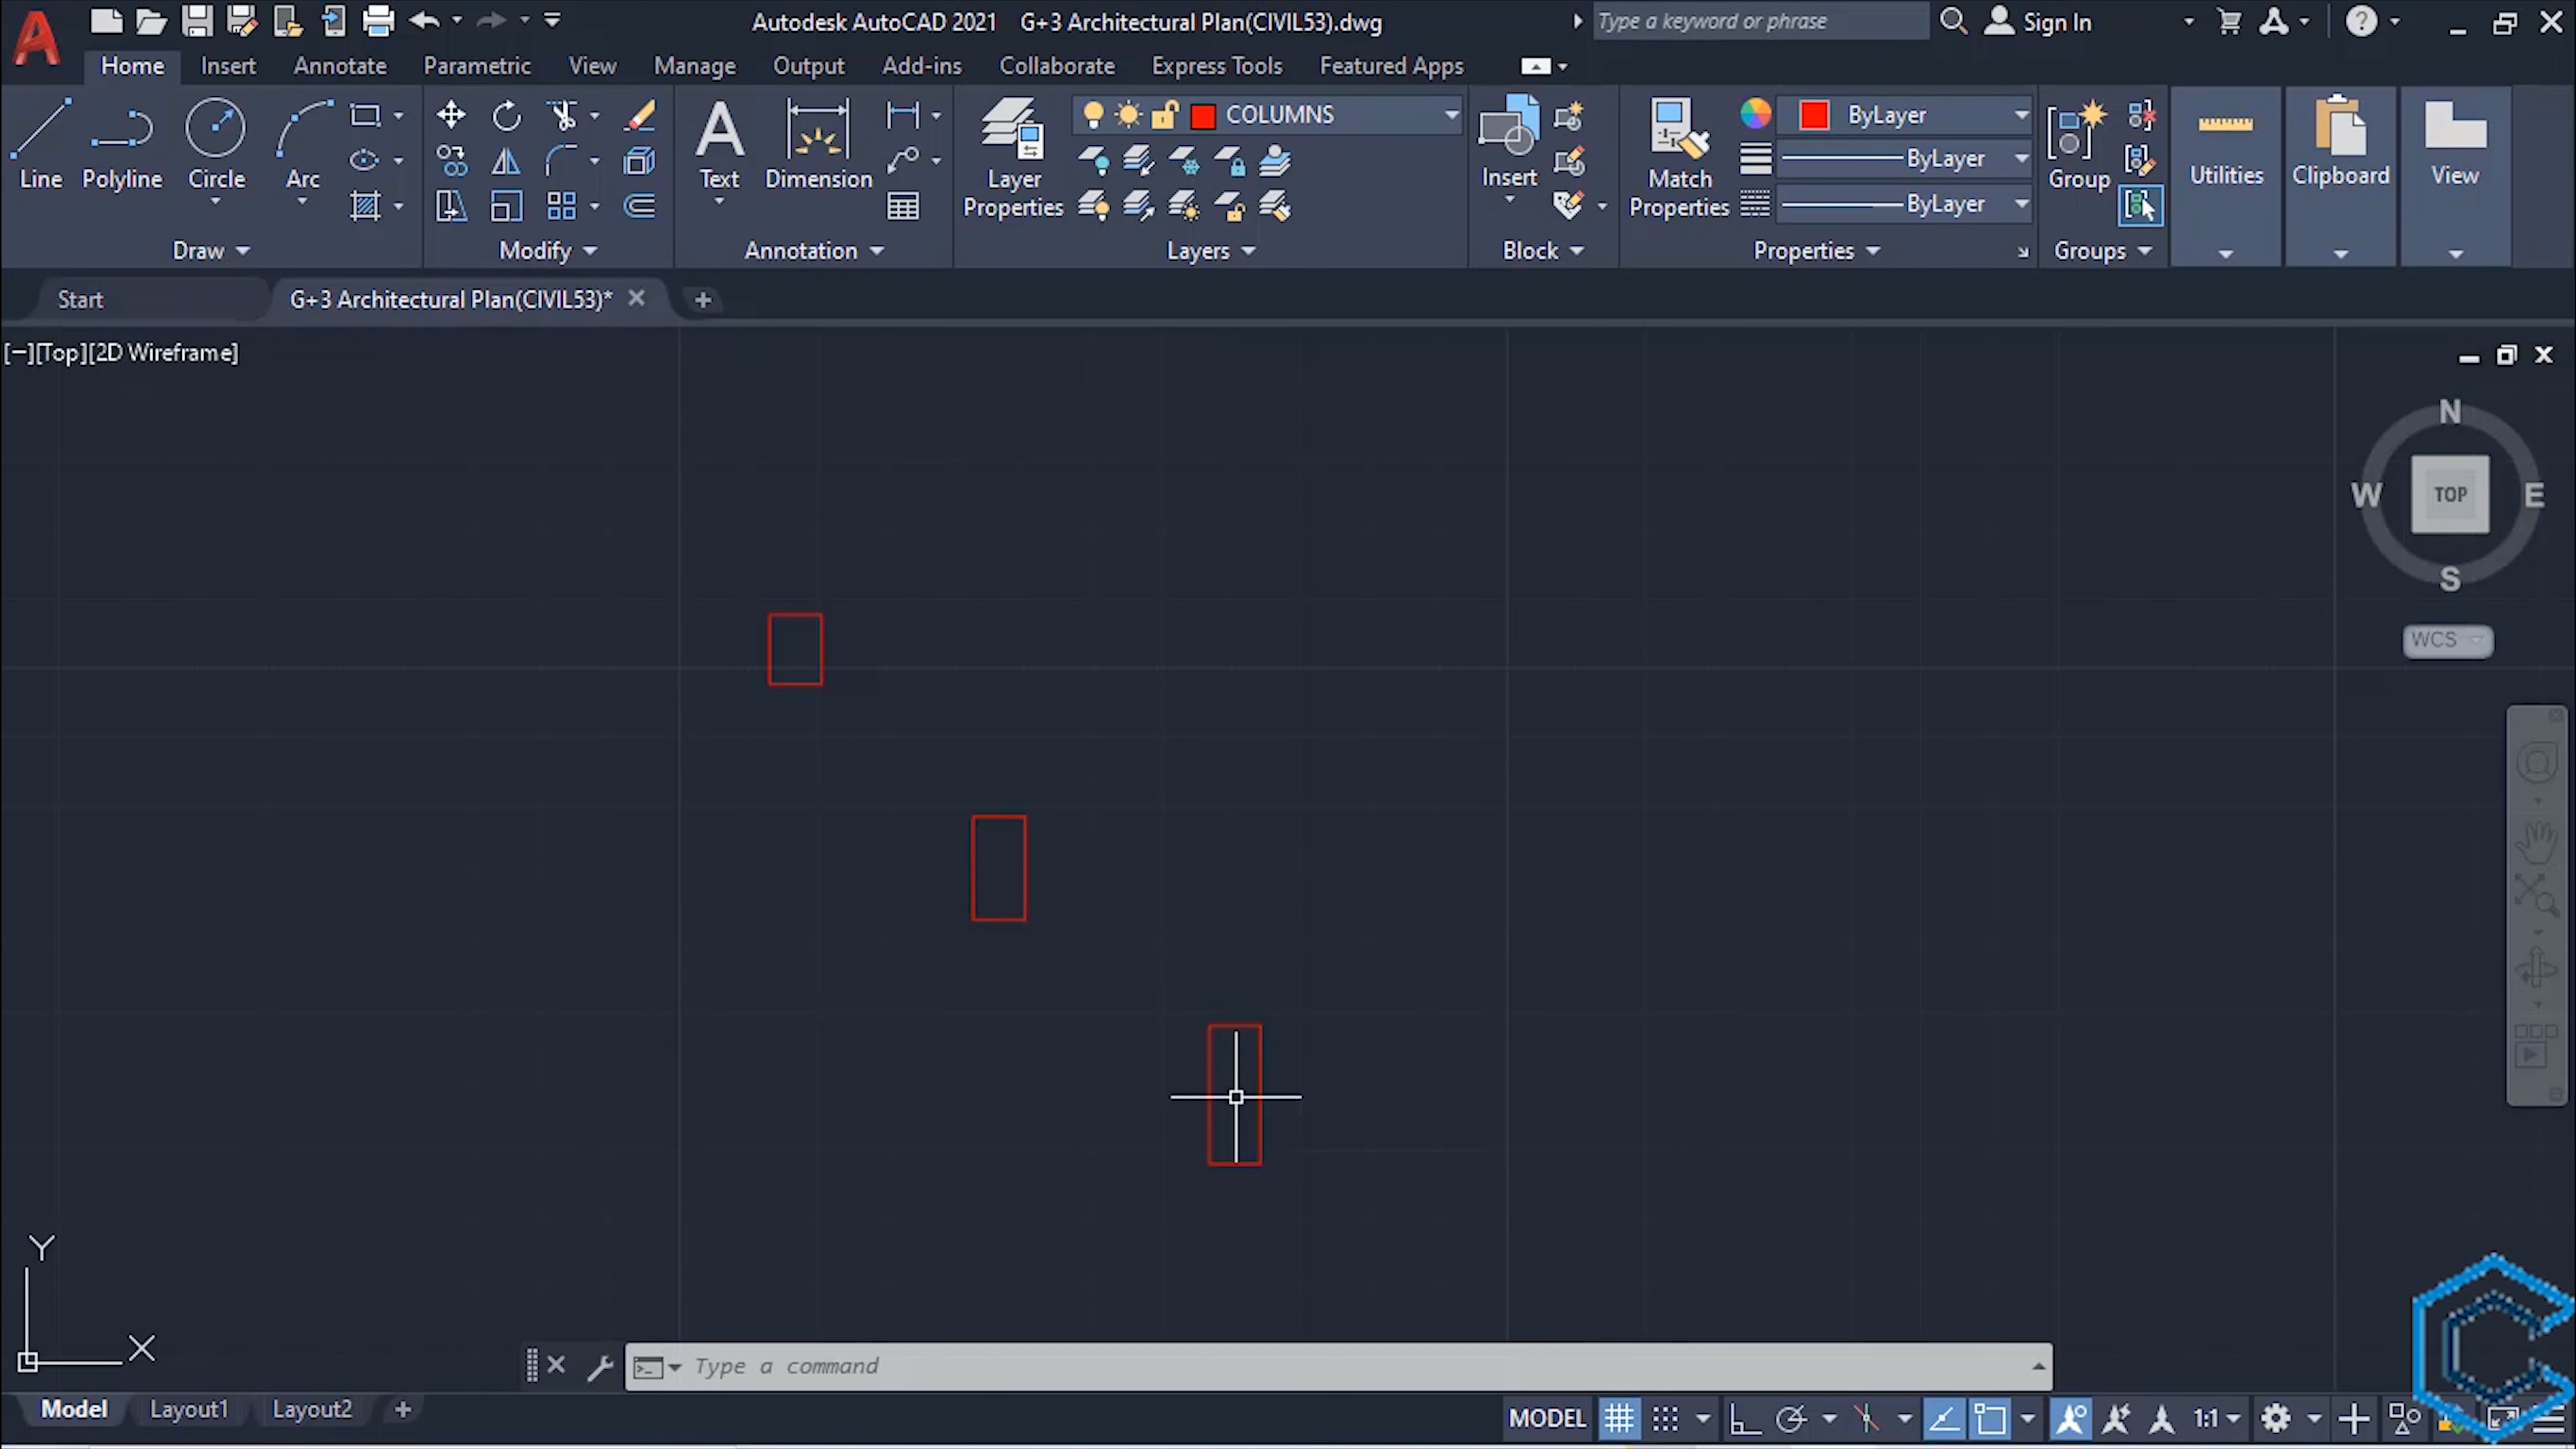 Autodesk AutoCAD 2021 G+3 Architectural Plan(CIVIL53).dwg
Type a keyword or phrase
Sign In
Home Insert Annotate Parametric View Manage Output Add-ins Collaborate Express Tools Featured Apps
COLUMNS
ByLayer
ByLayer
ByLayer
Line Polyline Circle Arc
Text Dimension
Layer
Properties
Insert
Match
Properties
Group
Utilities
Clipboard
View
Draw Modify Annotation Layers Block Properties Groups
Start
G+3 Architectural Plan(CIVIL53)*
[−][Top][2D Wireframe]
N
W TOP E
S
WCS
Y
X
Type a command
Model Layout1 Layout2
MODEL
1:1